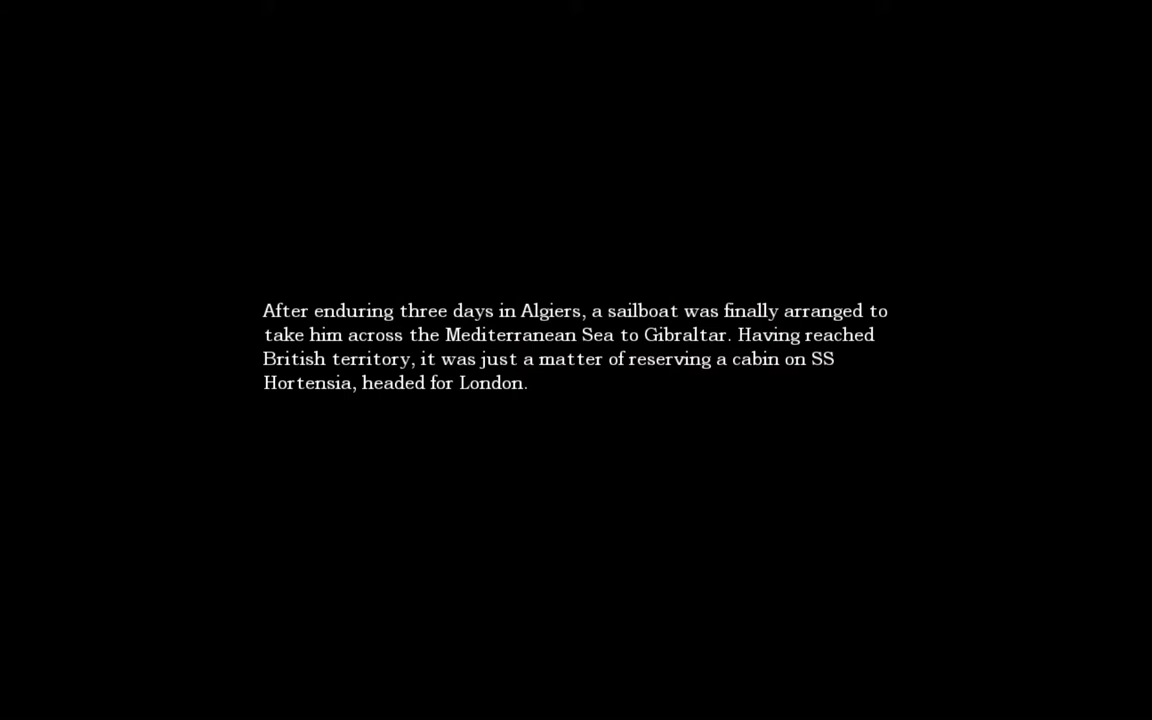 After enduring three days in Algiers, a sailboat was finally arranged to
take him across the Mediterranean Sea to Gibraltar. Having reached
British territory, it was just a matter of reserving a cabin on SS
Hortensia, headed for London.